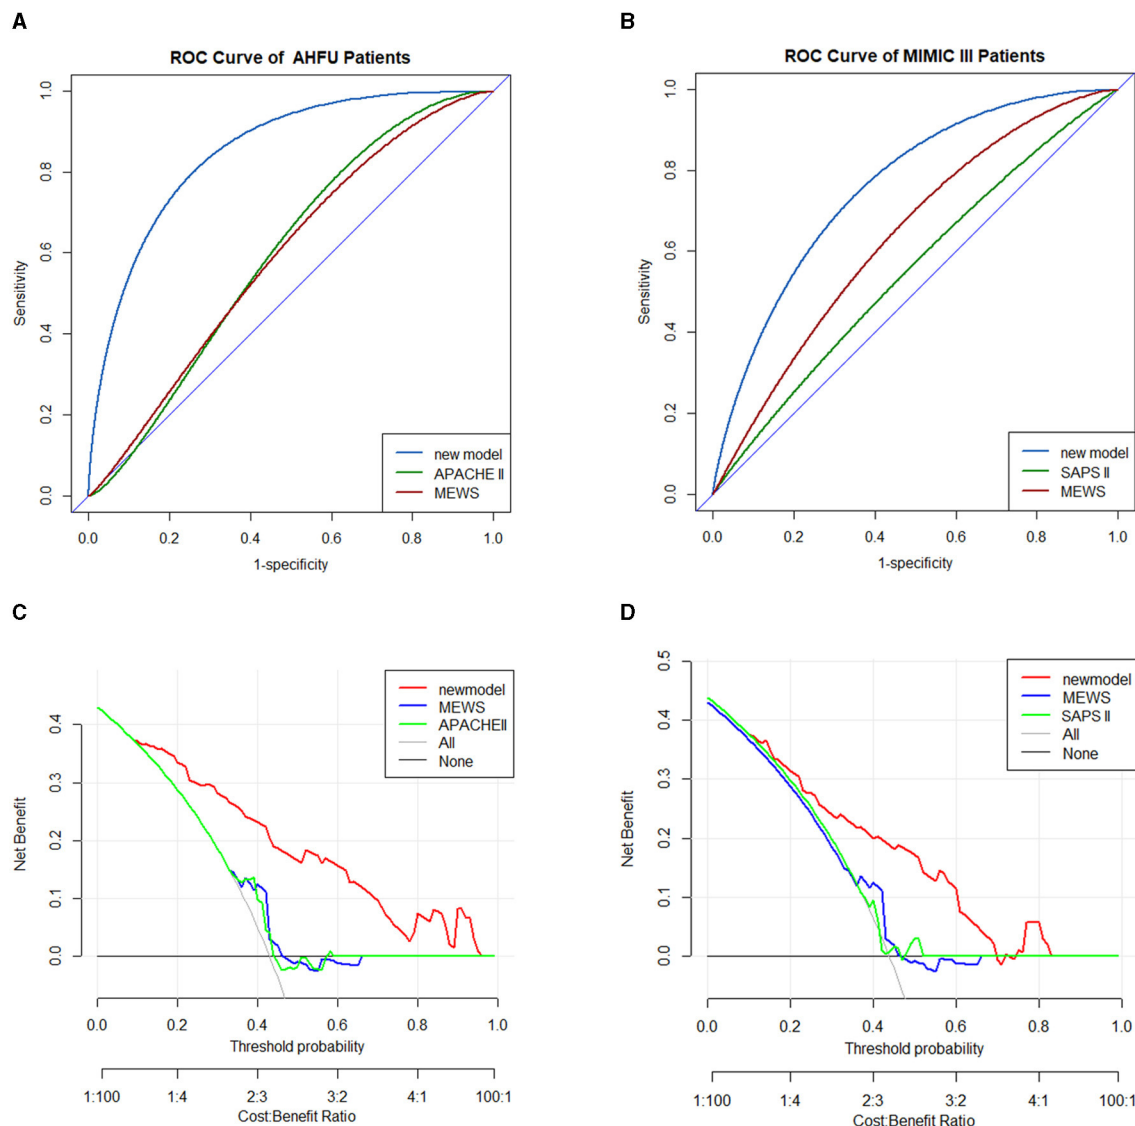 A
ROC Curve of AHFU Patients
Sensitivity
0.0 0.2 0.4 0.6 0.8 1.0
new model
APACHE II
MEWS
0.0 0.2 0.4 0.6 0.8 1.0
1-specificity
B
ROC Curve of MIMIC III Patients
Sensitivity
0.0 0.2 0.4 0.6 0.8 1.0
new model
SAPS II
MEWS
0.0 0.2 0.4 0.6 0.8 1.0
1-specificity
C
Net Benefit
0.0 0.1 0.2 0.3 0.4
newmodel
MEWS
APACHEII
All
None
0.0 0.2 0.4 0.6 0.8 1.0
Threshold probability
1:100 1:4 2:3 3:2 4:1 100:1
Cost:Benefit Ratio
D
Net Benefit
0.0 0.1 0.2 0.3 0.4 0.5
newmodel
MEWS
SAPS II
All
None
0.0 0.2 0.4 0.6 0.8 1.0
Threshold probability
1:100 1:4 2:3 3:2 4:1 100:1
Cost:Benefit Ratio